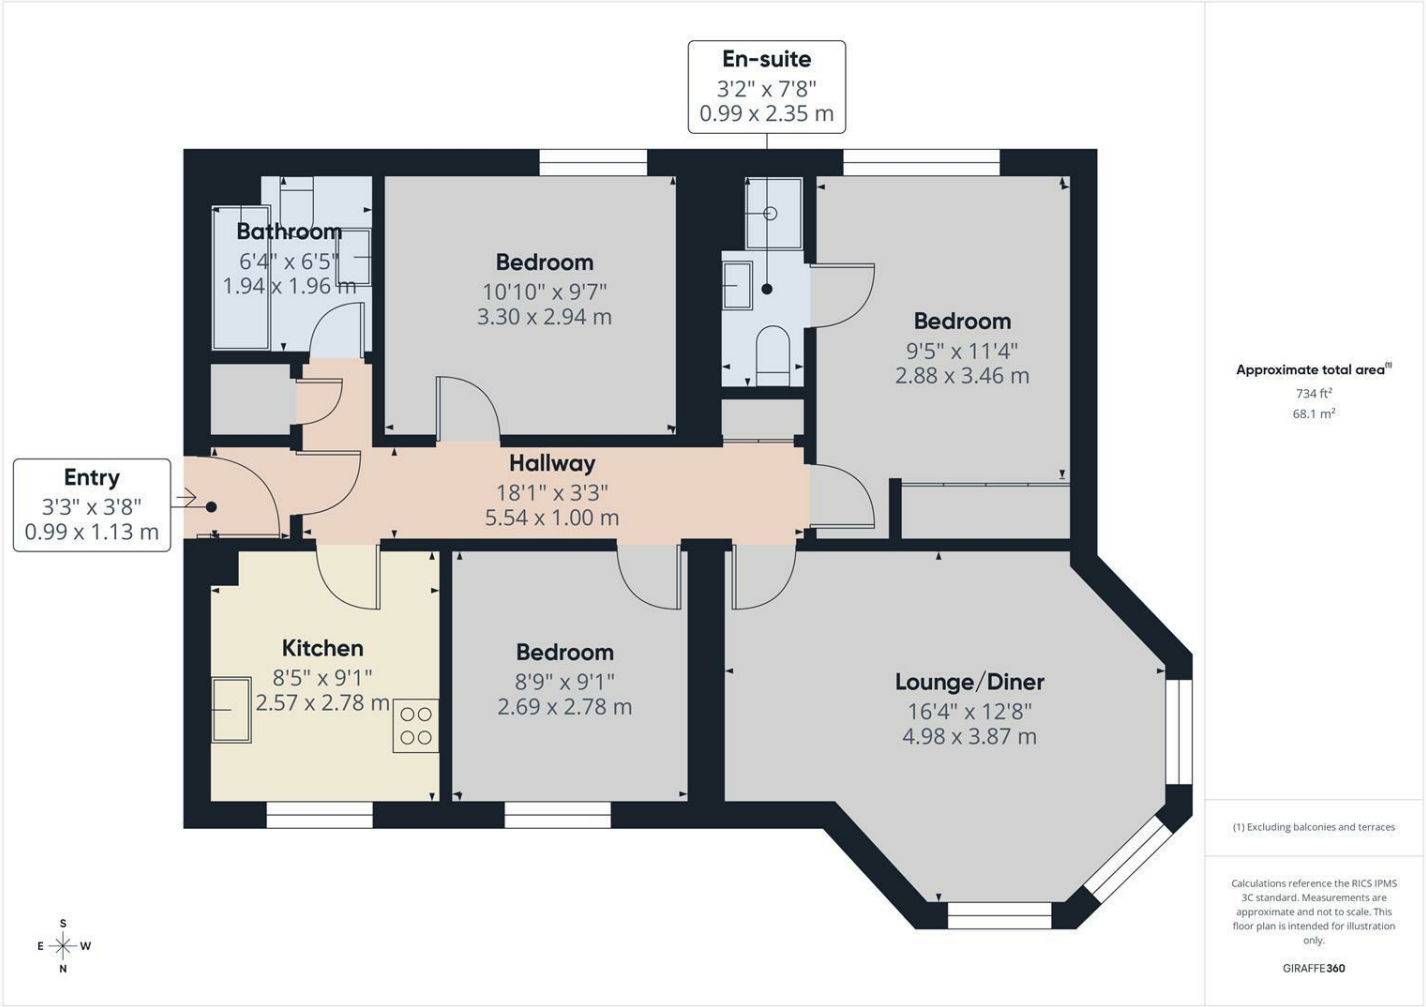 En-suite
3'2" x 7'8"
0.99 x 2.35 m
Bathroom
6'4" x 6'5"
1.94 x 1.96 m
Bedroom
10'10" x 9'7"
3.30 x 2.94 m
Bedroom
9'5" x 11'4"
2.88 x 3.46 m
Entry
3'3" x 3'8"
0.99 x 1.13 m
Hallway
18'1" x 3'3"
5.54 x 1.00 m
Kitchen
8'5" x 9'1"
2.57 x 2.78 m
Bedroom
8'9" x 9'1"
2.69 x 2.78 m
Lounge/Diner
16'4" x 12'8"
4.98 x 3.87 m
S
E W
N
Approximate total area⁽¹⁾
734 ft²
68.1 m²
(1) Excluding balconies and terraces
Calculations reference the RICS IPMS
3C standard. Measurements are
approximate and not to scale. This
floor plan is intended for illustration
only.
GIRAFFE360